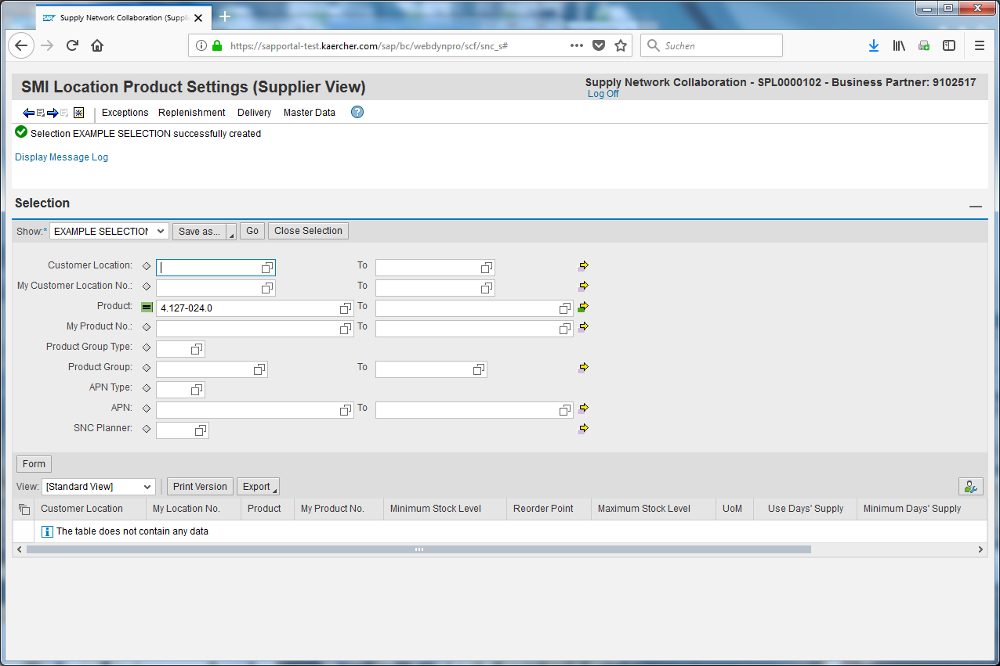 SAP Supply Network Collaboration (Suppli
https://sapportal-test.kaercher.com/sap/bc/webdynpro/scf/snc_s#
Suchen
SMI Location Product Settings (Supplier View)
Supply Network Collaboration - SPL0000102 - Business Partner: 9102517
Log Off
Exceptions Replenishment Delivery Master Data ?
Selection EXAMPLE SELECTION successfully created
Display Message Log
Selection
Show:* EXAMPLE SELECTION Save as... Go Close Selection
Customer Location: To
My Customer Location No.: To
Product: 4.127-024.0 To
My Product No.: To
Product Group Type:
Product Group: To
APN Type:
APN: To
SNC Planner:
Form
View: [Standard View] Print Version Export
Customer Location My Location No. Product My Product No. Minimum Stock Level Reorder Point Maximum Stock Level UoM Use Days' Supply Minimum Days' Supply
The table does not contain any data